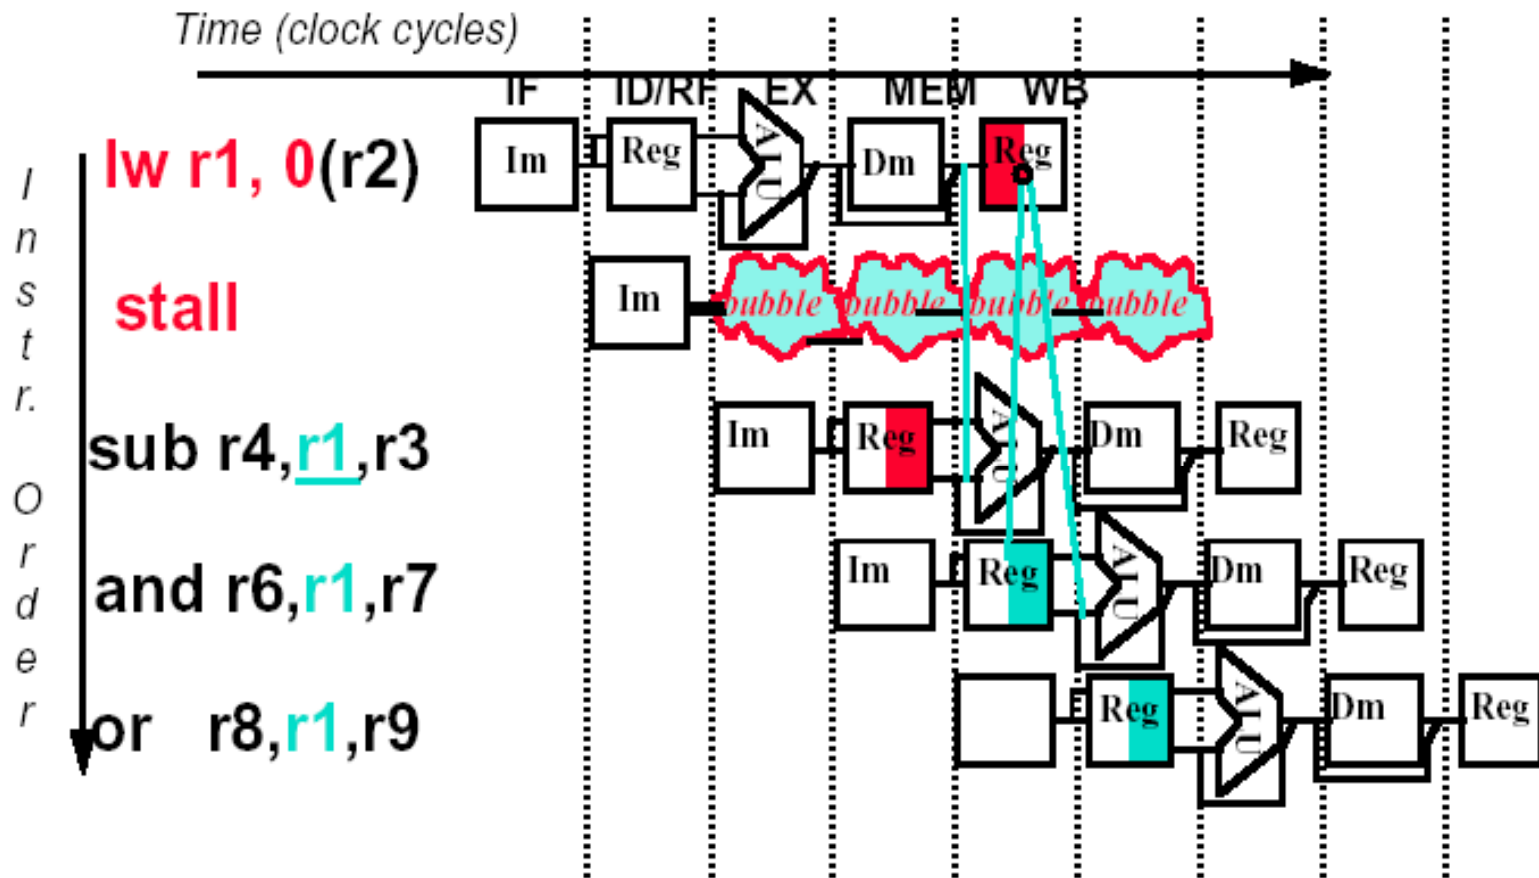 Time (clock cycles)
IF ID/RF EX MEM WB
Instr. Order
lw r1, 0(r2) Im Reg ALU Dm Reg
stall Im bubble bubble bubble bubble
sub r4,r1,r3 Im Reg ALU Dm Reg
and r6,r1,r7 Im Reg ALU Dm Reg
or r8,r1,r9 Reg ALU Dm Reg